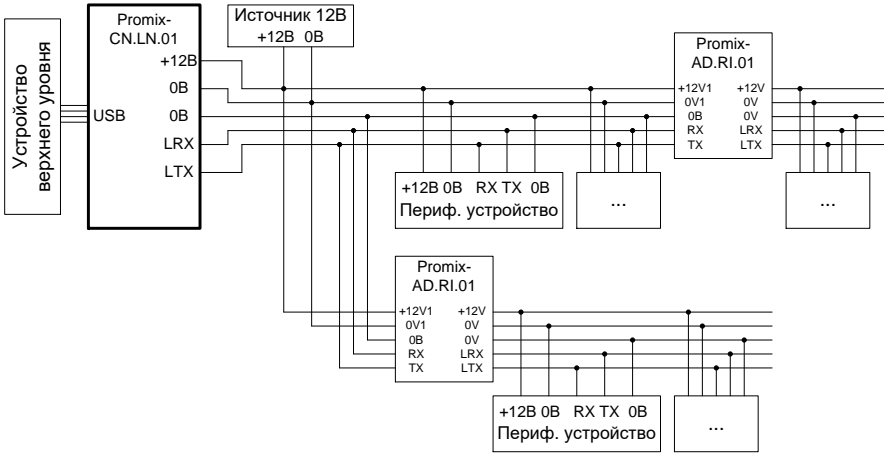 Устройство
верхнего уровня
Promix-
CN.LN.01
+12В
0В
USB
0В
LRX
LTX
Источник 12В
+12В 0В
Promix-
AD.RI.01
+12V1 +12V
0V1 0V
0В 0V
RX LRX
TX LTX
+12В 0В RX TX 0В
Периф. устройство
...
...
Promix-
AD.RI.01
+12V1 +12V
0V1 0V
0В 0V
RX LRX
TX LTX
+12В 0В RX TX 0В
Периф. устройство
...